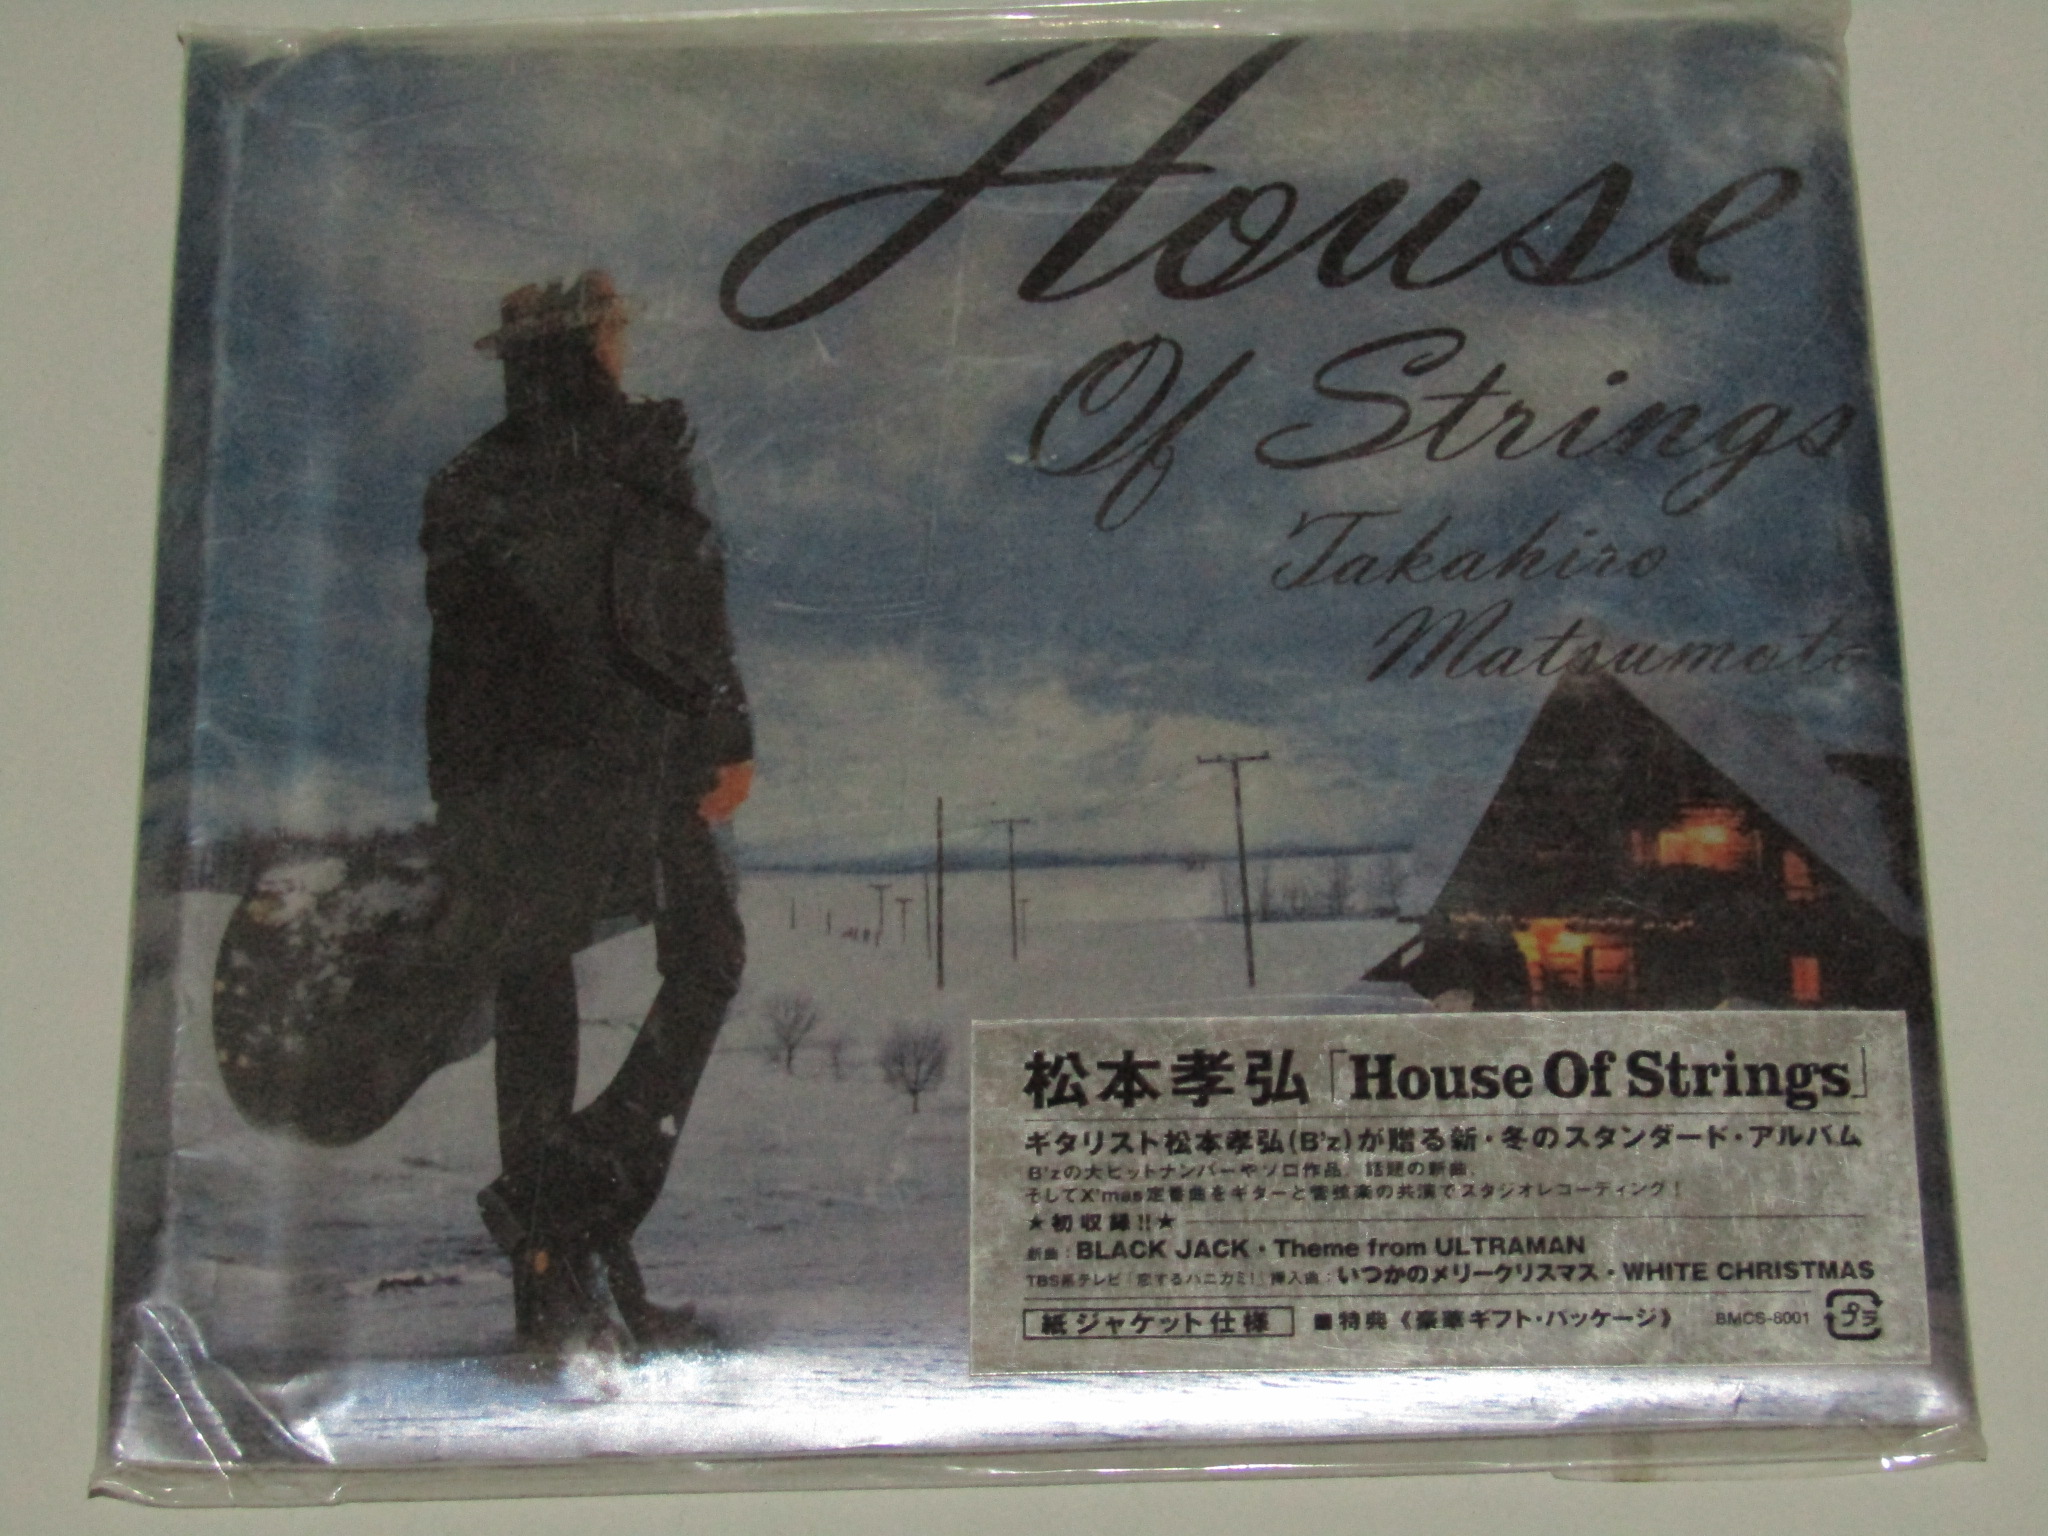 House
Of Strings
Takahiro
Matsumoto
松本孝弘「House Of Strings」
ギタリスト松本孝弘(B'z)が贈る新・冬のスタンダード・アルバム
B'zの大ヒットナンバーやソロ作品、話題の新曲、
そしてX'mas定番曲をギターと管弦楽の共演でスタジオレコーディング!
★初収録!!★
新曲:BLACK JACK・Theme from ULTRAMAN
TBS系テレビ「恋するハニカミ!」挿入曲:いつかのメリークリスマス・WHITE CHRISTMAS
紙ジャケット仕様 ■特典《豪華ギフト・パッケージ》 BMCS-8001 プラ